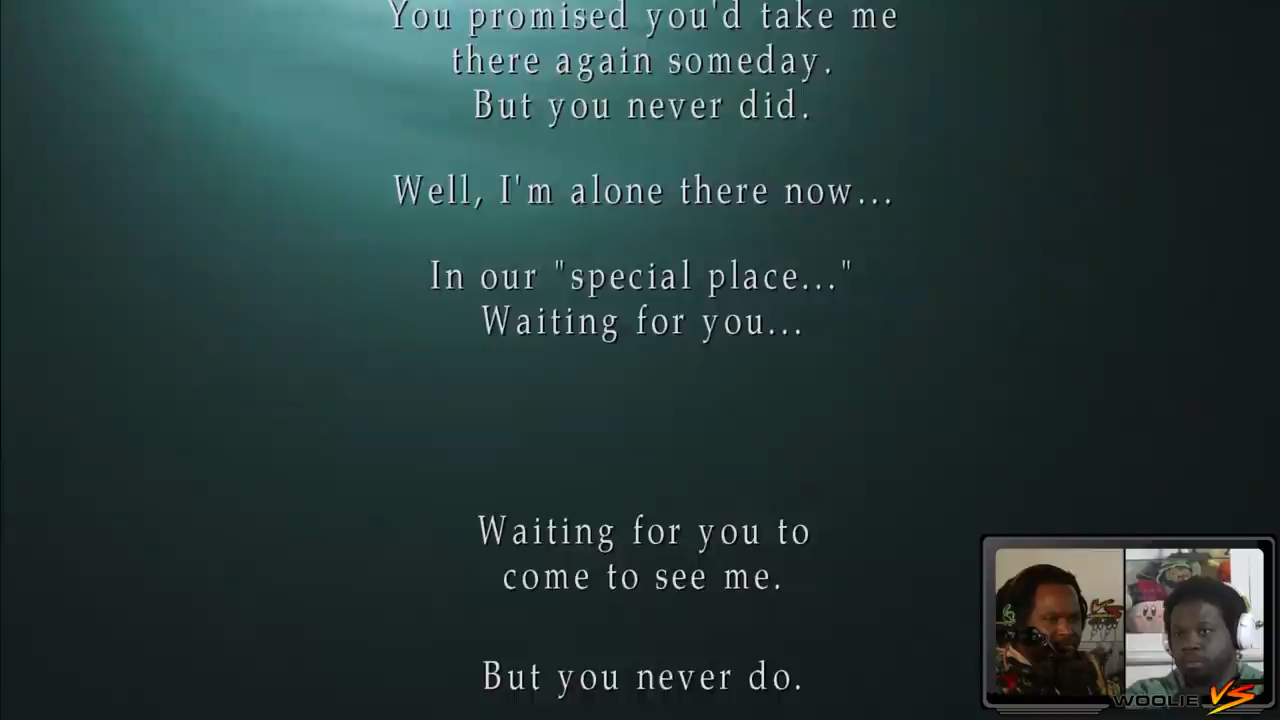 You promised you'd take me
there again someday.
But you never did.
Well, I'm alone there now...
In our "special place..."
Waiting for you...
Waiting for you to
come to see me.
But you never do.
WOOLIE VS